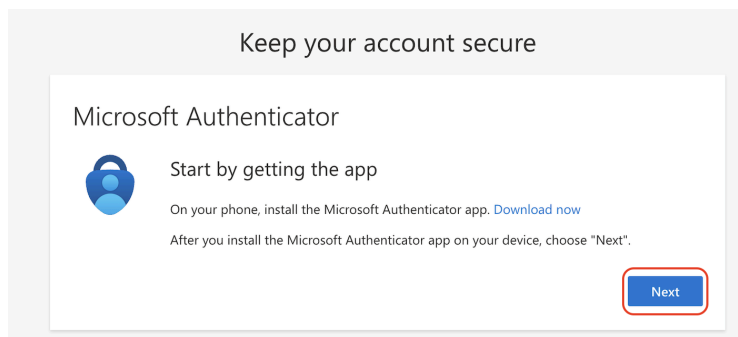 Keep your account secure
Microsoft Authenticator
Start by getting the app
On your phone, install the Microsoft Authenticator app. Download now
After you install the Microsoft Authenticator app on your device, choose "Next".
Next